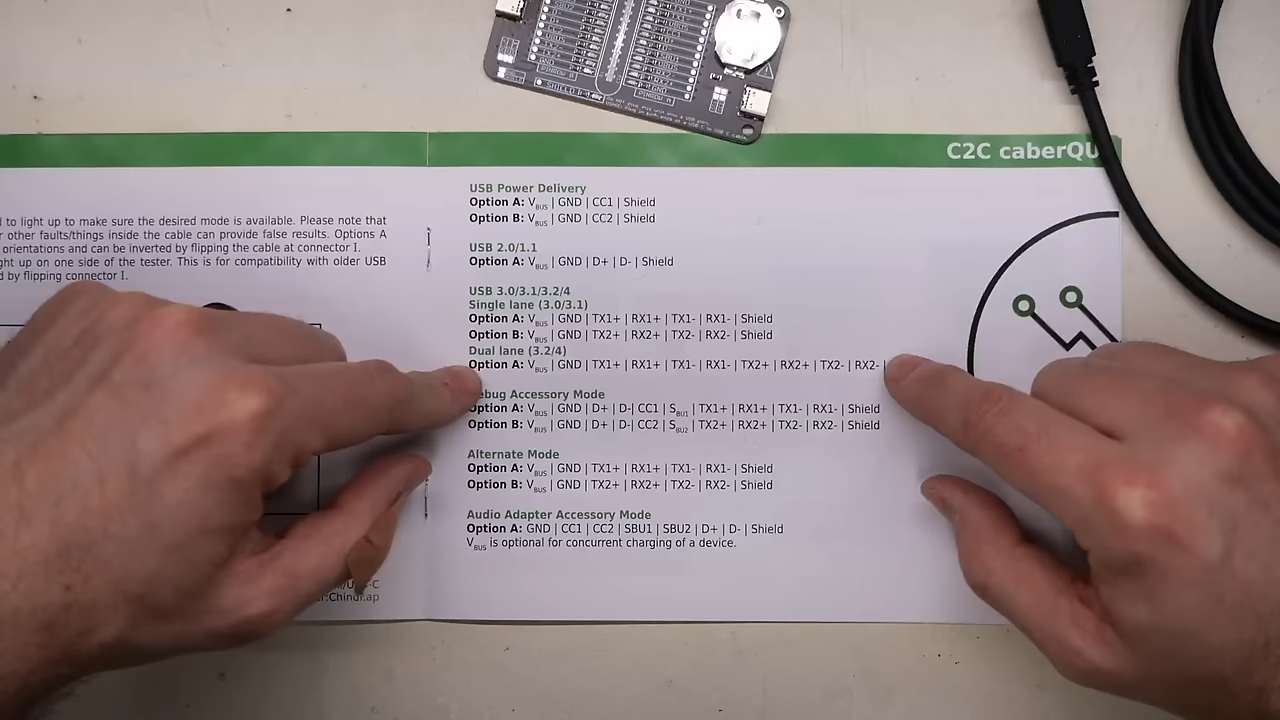 GND
PINROW B
SHIELD
GND
PINROW A
C2C caberQU
d to light up to make sure the desired mode is available. Please note that
r other faults/things inside the cable can provide false results. Options A
orientations and can be inverted by flipping the cable at connector I.
ght up on one side of the tester. This is for compatibility with older USB
d by flipping connector I.
USB Power Delivery
Option A: VBUS | GND | CC1 | Shield
Option B: VBUS | GND | CC2 | Shield
USB 2.0/1.1
Option A: VBUS | GND | D+ | D- | Shield
USB 3.0/3.1/3.2/4
Single lane (3.0/3.1)
Option A: VBUS | GND | TX1+ | RX1+ | TX1- | RX1- | Shield
Option B: VBUS | GND | TX2+ | RX2+ | TX2- | RX2- | Shield
Dual lane (3.2/4)
Option A: VBUS | GND | TX1+ | RX1+ | TX1- | RX1- | TX2+ | RX2+ | TX2- | RX2- |
ebug Accessory Mode
Option A: VBUS | GND | D+ | D-| CC1 | SBU1 | TX1+ | RX1+ | TX1- | RX1- | Shield
Option B: VBUS | GND | D+ | D-| CC2 | SBU2 | TX2+ | RX2+ | TX2- | RX2- | Shield
Alternate Mode
Option A: VBUS | GND | TX1+ | RX1+ | TX1- | RX1- | Shield
Option B: VBUS | GND | TX2+ | RX2+ | TX2- | RX2- | Shield
Audio Adapter Accessory Mode
Option A: GND | CC1 | CC2 | SBU1 | SBU2 | D+ | D- | Shield
VBUS is optional for concurrent charging of a device.